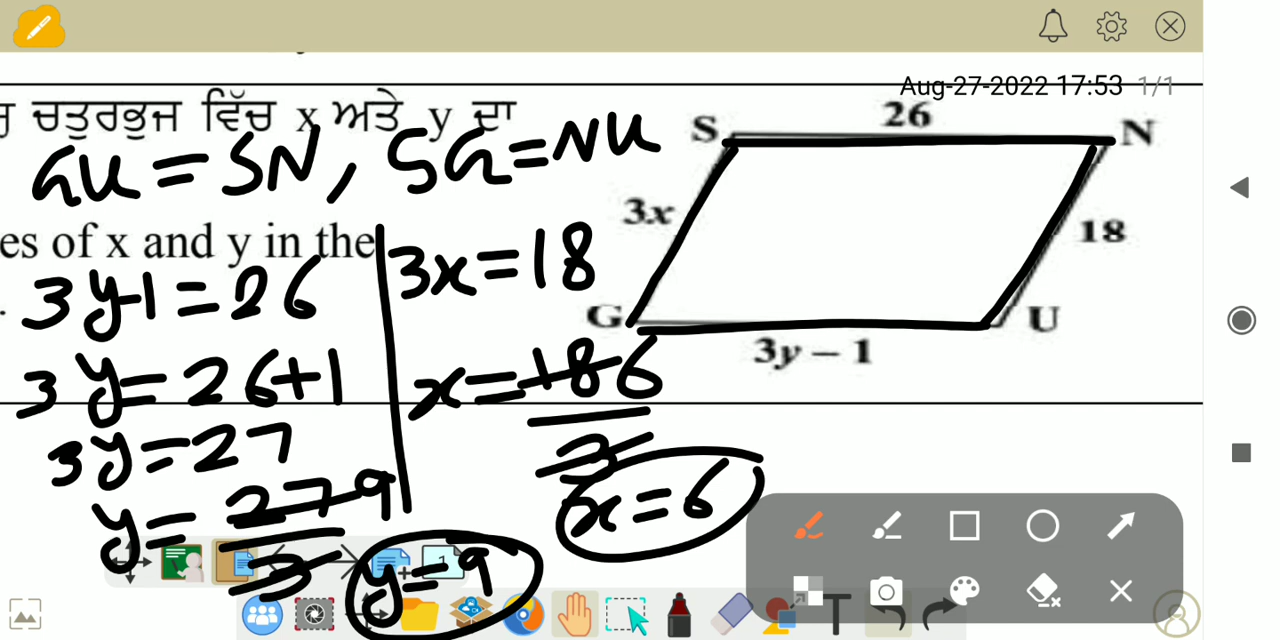 Aug-27-2022 17:53 1/1
ਚਤੁਰਭੁਜ ਵਿੱਚ x ਅਤੇ y ਦਾ
GU = SN, SG = NU
es of x and y in the
3y-1 = 26
3y = 26+1
3y = 27
y = 27 9
3
y = 9
3x = 18
x = 18 6
3
x = 6
S 26 N
3x 18
G U
3y – 1
1
T